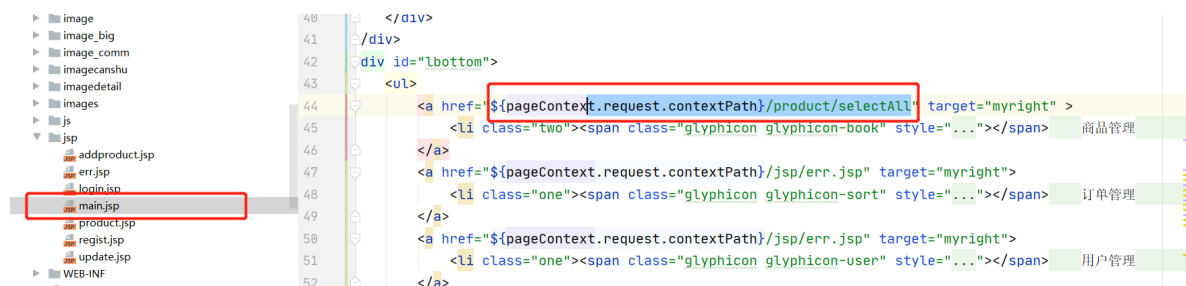 image
image_big
image_comm
imagecanshu
imagedetail
images
js
jsp
addproduct.jsp
err.jsp
login.jsp
main.jsp
product.jsp
regist.jsp
update.jsp
WEB-INF
40 </div>
41 /div>
42 div id="lbottom">
43 <ul>
44 <a href="${pageContext.request.contextPath}/product/selectAll" target="myright" >
45 <li class="two"><span class="glyphicon glyphicon-book" style="..."></span> 商品管理
46 </a>
47 <a href="${pageContext.request.contextPath}/jsp/err.jsp" target="myright">
48 <li class="one"><span class="glyphicon glyphicon-sort" style="..."></span> 订单管理
49 </a>
50 <a href="${pageContext.request.contextPath}/jsp/err.jsp" target="myright">
51 <li class="one"><span class="glyphicon glyphicon-user" style="..."></span> 用户管理
52 </a>